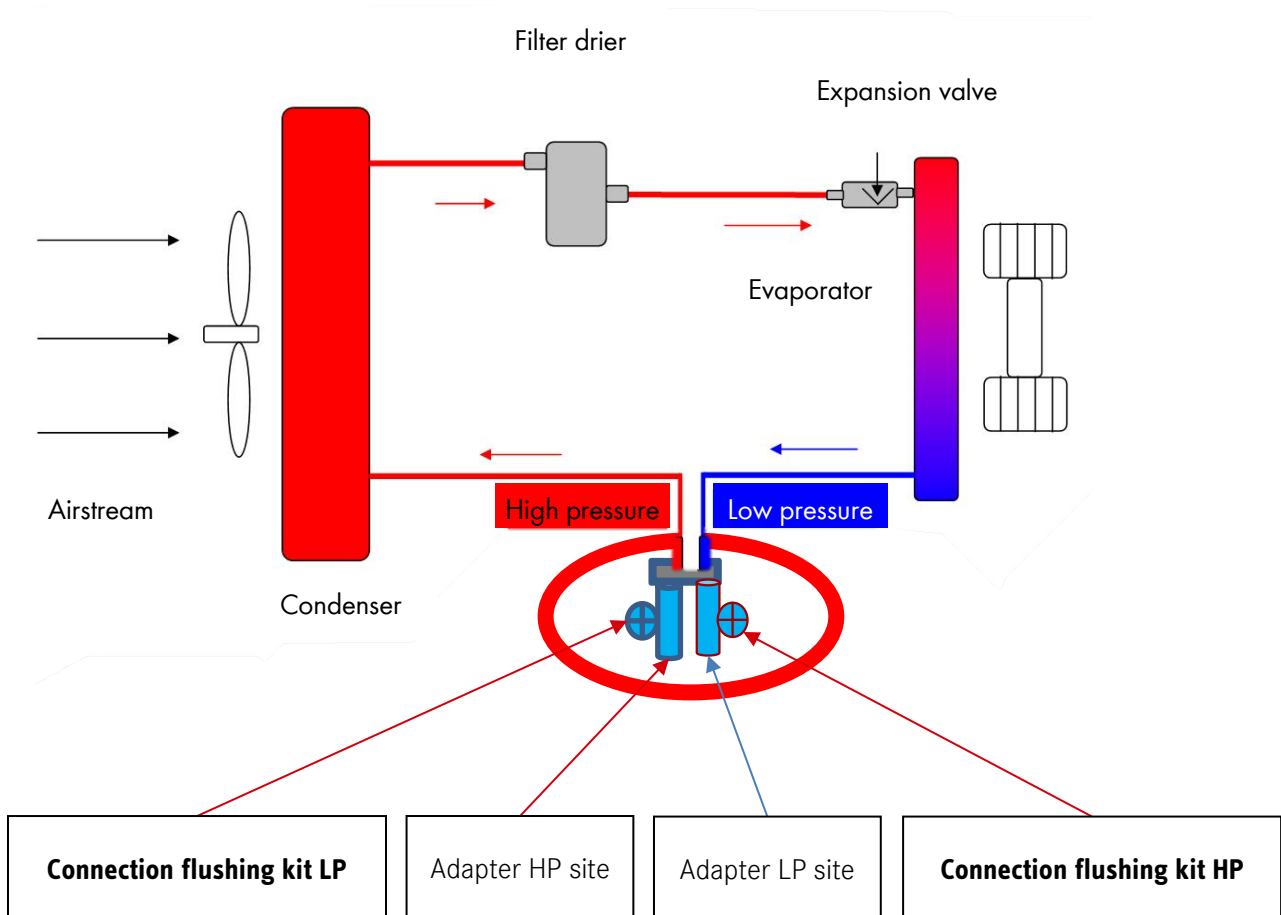 Filter drier
Expansion valve
Evaporator
Airstream
High pressure
Low pressure
Condenser
Connection flushing kit LP
Adapter HP site
Adapter LP site
Connection flushing kit HP